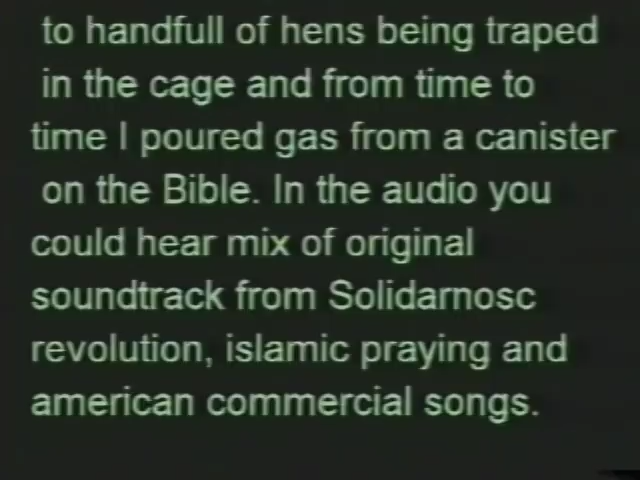 to handfull of hens being traped
in the cage and from time to
time I poured gas from a canister
on the Bible. In the audio you
could hear mix of original
soundtrack from Solidarnosc
revolution, islamic praying and
american commercial songs.